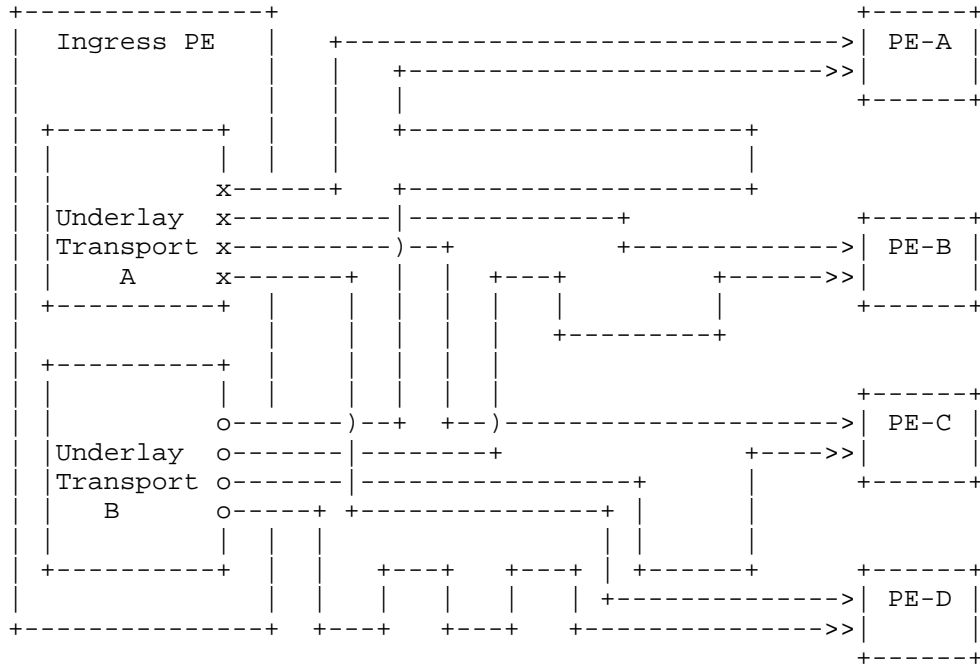 Ingress PE
PE-A
x
Underlay x
PE-B
Transport x
A x
PE-C
o
Underlay o
Transport o
B o
PE-D